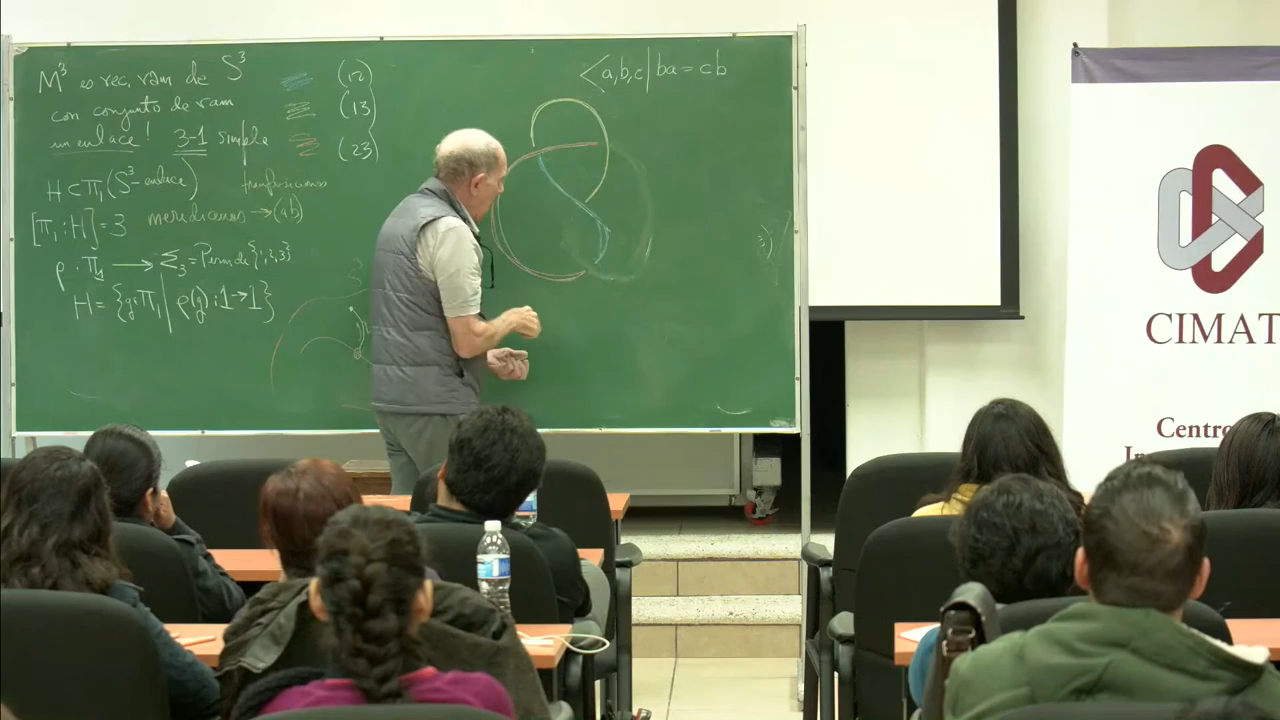 M³ es rec, ram de S³
con conjunto de ram
un enlace! 3-1 simple
(12)
(13)
(23)
H ⊂ π₁(S³-enlace)
[π₁:H]=3 meridianos → (ab)
ρ: π₁ → Σ₃ = Perm de {1,2,3}
H = {g∈π₁ | ρ(g): 1→1}
<a,b,c | ba = cb
CIMAT
Centro